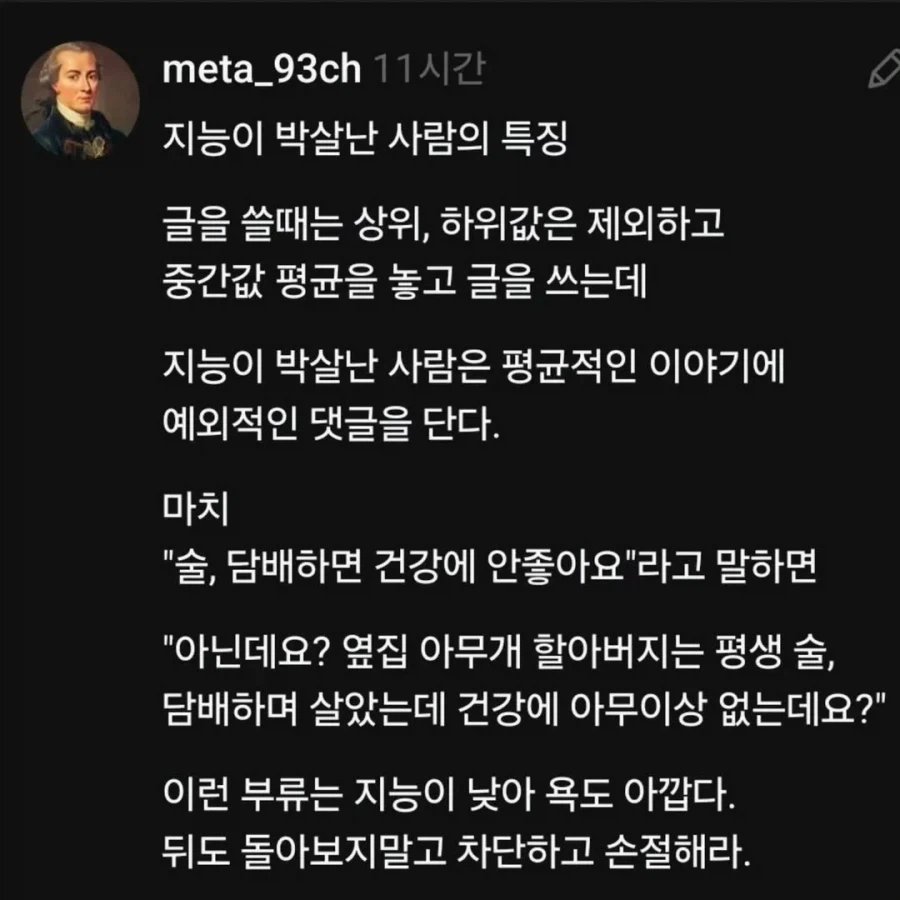 meta_93ch 11시간
지능이 박살난 사람의 특징
글을 쓸때는 상위, 하위값은 제외하고
중간값 평균을 놓고 글을 쓰는데
지능이 박살난 사람은 평균적인 이야기에
예외적인 댓글을 단다.
마치
"술, 담배하면 건강에 안좋아요"라고 말하면
"아닌데요? 옆집 아무개 할아버지는 평생 술,
담배하며 살았는데 건강에 아무이상 없는데요?"
이런 부류는 지능이 낮아 욕도 아깝다.
뒤도 돌아보지말고 차단하고 손절해라.